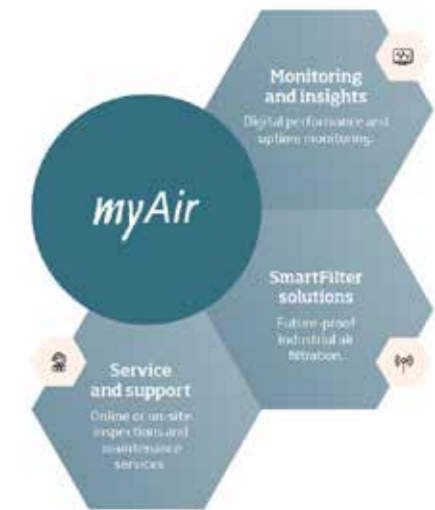 Monitoring
and insights
Digital performance and
uptime monitoring.
myAir
SmartFilter
solutions
Future-proof
industrial air
filtration.
Service
and support
Online or on-site
inspections and
maintenance
services